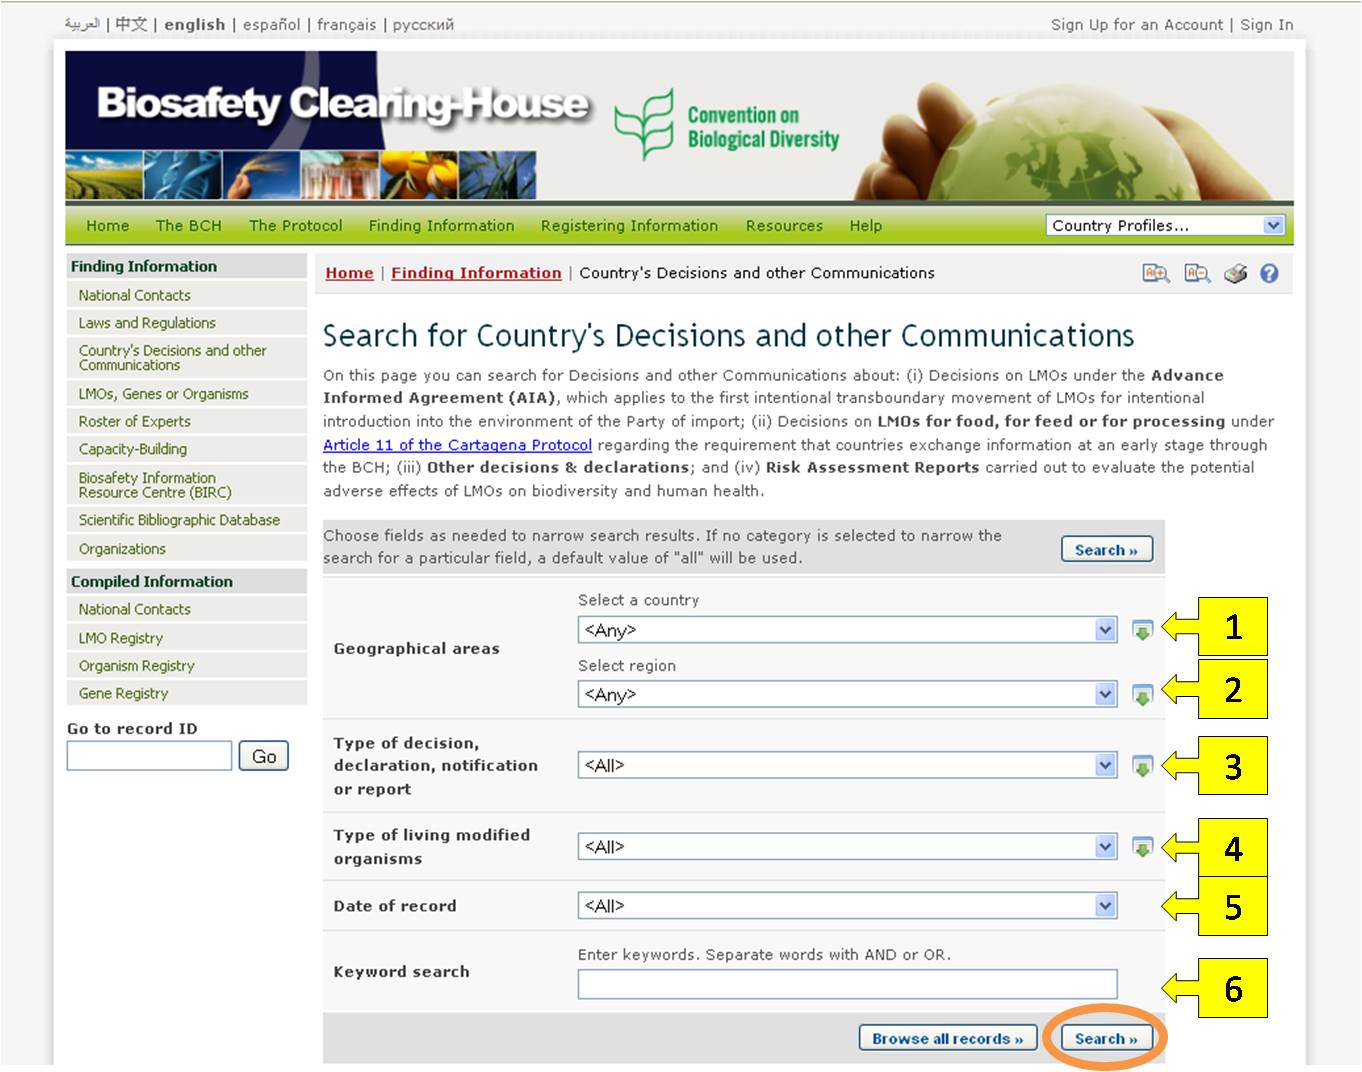 العربية | 中文 | english | español | français | русский
Sign Up for an Account | Sign In
Biosafety Clearing-House
Convention on
Biological Diversity
Home The BCH The Protocol Finding Information Registering Information Resources Help
Country Profiles...
Finding Information
National Contacts
Laws and Regulations
Country's Decisions and other
Communications
LMOs, Genes or Organisms
Roster of Experts
Capacity-Building
Biosafety Information
Resource Centre (BIRC)
Scientific Bibliographic Database
Organizations
Compiled Information
National Contacts
LMO Registry
Organism Registry
Gene Registry
Go to record ID
Go
Home | Finding Information | Country's Decisions and other Communications
A+ A- ?
Search for Country's Decisions and other Communications
On this page you can search for Decisions and other Communications about: (i) Decisions on LMOs under the Advance
Informed Agreement (AIA), which applies to the first intentional transboundary movement of LMOs for intentional
introduction into the environment of the Party of import; (ii) Decisions on LMOs for food, for feed or for processing under
Article 11 of the Cartagena Protocol regarding the requirement that countries exchange information at an early stage through
the BCH; (iii) Other decisions & declarations; and (iv) Risk Assessment Reports carried out to evaluate the potential
adverse effects of LMOs on biodiversity and human health.
Choose fields as needed to narrow search results. If no category is selected to narrow the
search for a particular field, a default value of "all" will be used.
Search »
Geographical areas
Select a country
<Any>
1
Select region
<Any>
2
Type of decision,
declaration, notification
or report
<All>
3
Type of living modified
organisms
<All>
4
Date of record
<All>
5
Keyword search
Enter keywords. Separate words with AND or OR.
6
Browse all records »
Search »